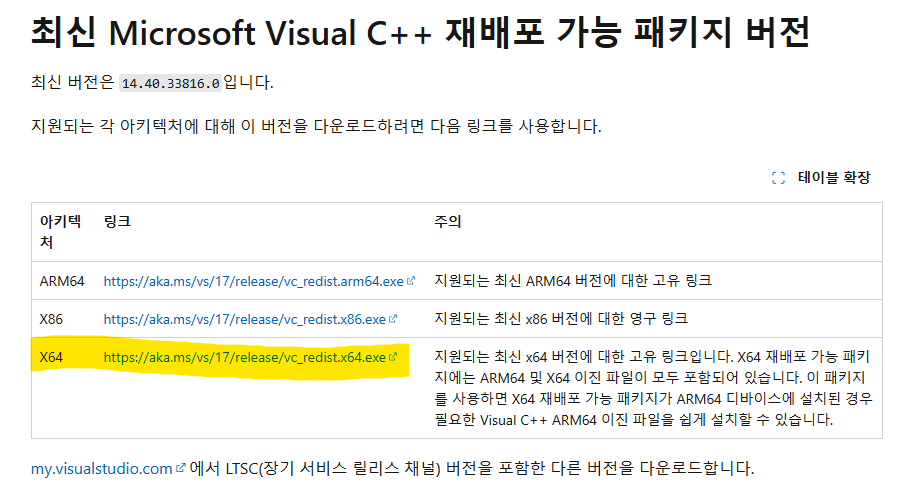 최신 Microsoft Visual C++ 재배포 가능 패키지 버전
최신 버전은 14.40.33816.0입니다.
지원되는 각 아키텍처에 대해 이 버전을 다운로드하려면 다음 링크를 사용합니다.
테이블 확장
아키텍
처
링크
주의
ARM64 https://aka.ms/vs/17/release/vc_redist.arm64.exe 지원되는 최신 ARM64 버전에 대한 고유 링크
X86 https://aka.ms/vs/17/release/vc_redist.x86.exe 지원되는 최신 x86 버전에 대한 영구 링크
X64 https://aka.ms/vs/17/release/vc_redist.x64.exe 지원되는 최신 x64 버전에 대한 고유 링크입니다. X64 재배포 가능 패키
지에는 ARM64 및 X64 이진 파일이 모두 포함되어 있습니다. 이 패키지
를 사용하면 X64 재배포 가능 패키지가 ARM64 디바이스에 설치된 경우
필요한 Visual C++ ARM64 이진 파일을 쉽게 설치할 수 있습니다.
my.visualstudio.com 에서 LTSC(장기 서비스 릴리스 채널) 버전을 포함한 다른 버전을 다운로드합니다.